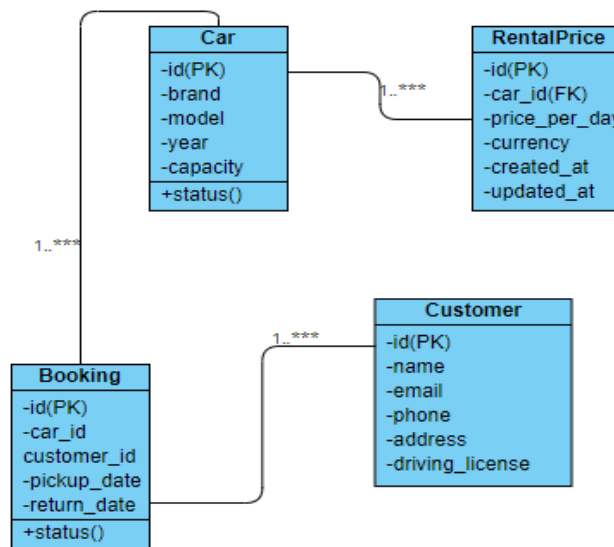 Car
-id(PK)
-brand
-model
-year
-capacity
+status()
RentalPrice
-id(PK)
-car_id(FK)
-price_per_day
-currency
-created_at
-updated_at
1..***
1..***
1..***
Customer
-id(PK)
-name
-email
-phone
-address
-driving_license
Booking
-id(PK)
-car_id
customer_id
-pickup_date
-return_date
+status()